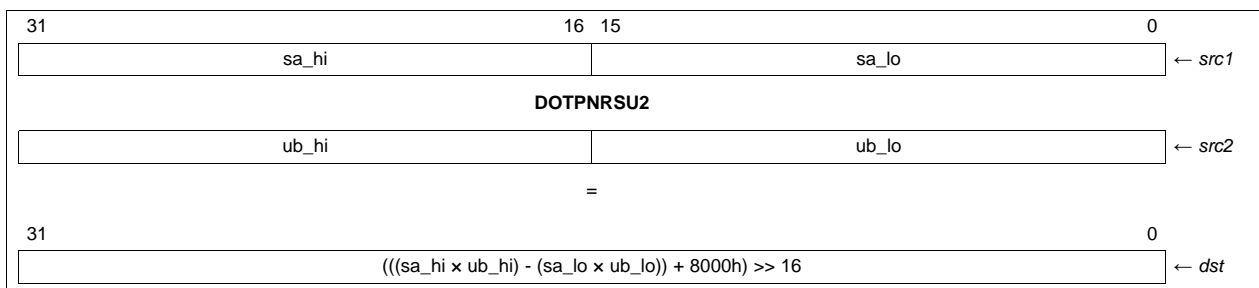 31 16 15 0
sa_hi sa_lo ← src1
DOTPNRSU2
ub_hi ub_lo ← src2
=
31 0
(((sa_hi × ub_hi) - (sa_lo × ub_lo)) + 8000h) >> 16 ← dst